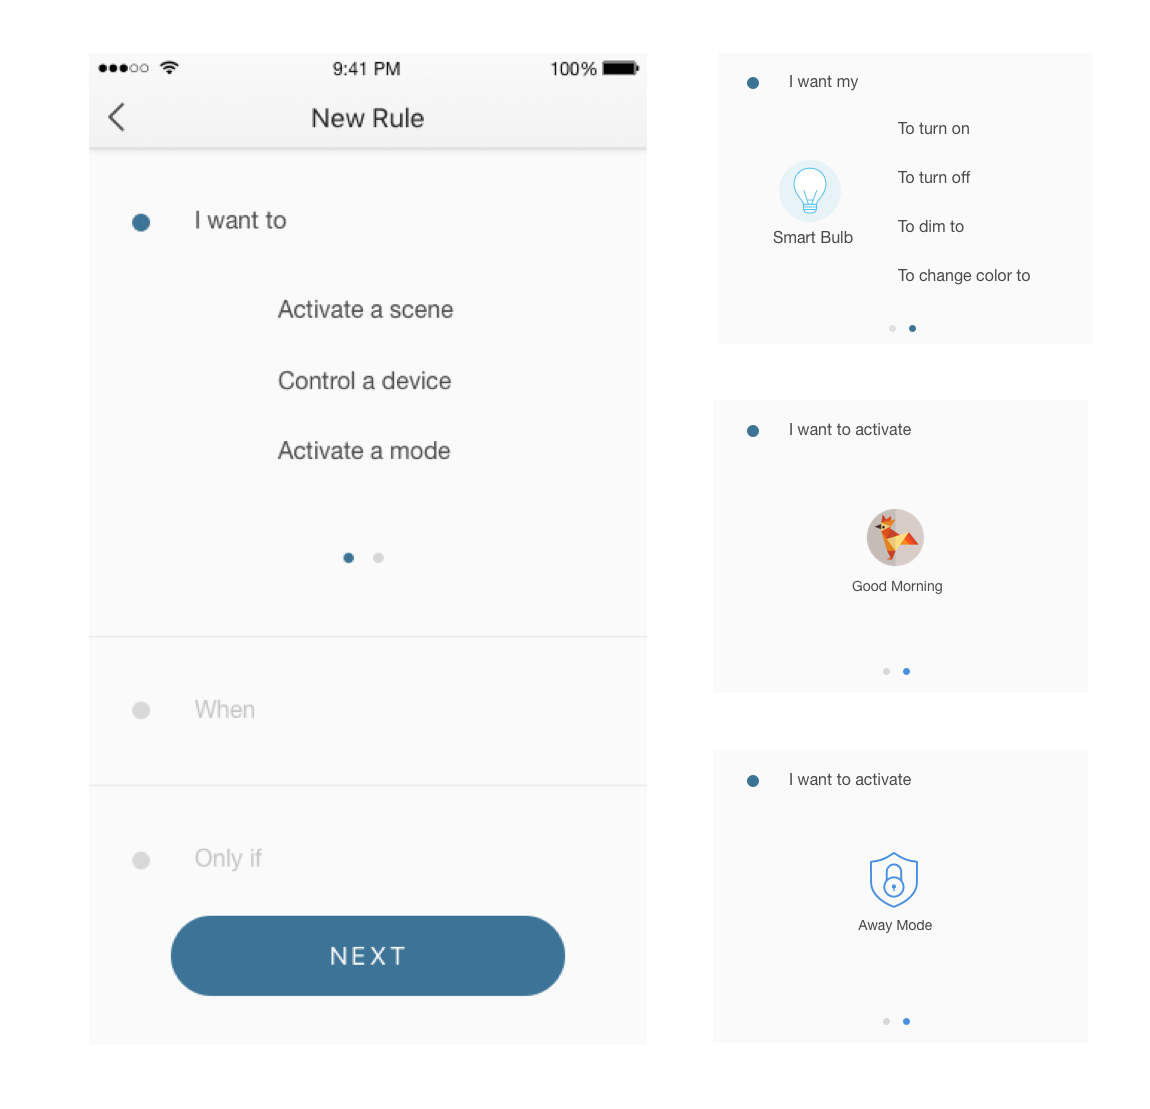 9:41 PM
100%
New Rule
I want to
Activate a scene
Control a device
Activate a mode
When
Only if
NEXT
I want my
To turn on
To turn off
To dim to
To change color to
Smart Bulb
I want to activate
Good Morning
I want to activate
Away Mode